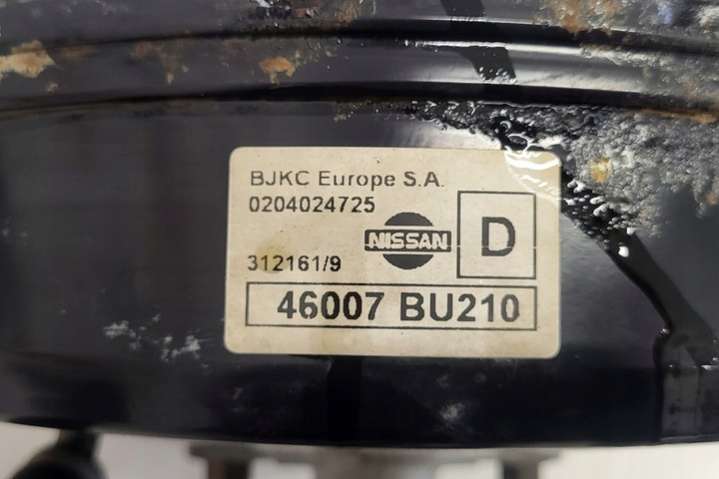 BJKC Europe S.A.
0204024725
NISSAN
D
312161/9
46007 BU210